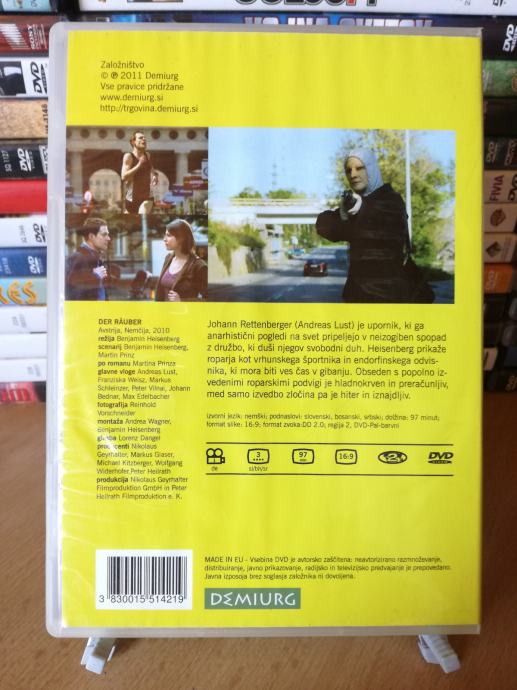 Založništvo
© ℗ 2011 Demiurg
Vse pravice pridržane
www.demiurg.si
http://trgovina.demiurg.si
DER RÄUBER
Avstrija, Nemčija, 2010
režija Benjamin Heisenberg
scenarij Benjamin Heisenberg,
Martin Prinz
po romanu Martina Prinza
glavne vloge Andreas Lust,
Franziska Weisz, Markus
Schleinzer, Peter Vilnai, Johann
Bednar, Max Edelbacher
fotografija Reinhold
Vorschneider
montaža Andrea Wagner,
Benjamin Heisenberg
glasba Lorenz Dangel
producenti Nikolaus
Geyrhalter, Markus Glaser,
Michael Kitzberger, Wolfgang
Widerhofer,Peter Heilrath
produkcija Nikolaus Geyrhalter
Filmproduktion GmbH in Peter
Heilrath Filmproduktion e. K.
Johann Rettenberger (Andreas Lust) je upornik, ki ga
anarhistični pogledi na svet pripeljejo v neizogiben spopad
z družbo, ki duši njegov svobodni duh. Heisenberg prikaže
roparja kot vrhunskega športnika in endorfinskega odvis-
nika, ki mora biti ves čas v gibanju. Obseden s popolno iz-
vedenimi roparskimi podvigi je hladnokrven in preračunljiv,
med samo izvedbo zločina pa je hiter in iznajdljiv.
izvorni jezik: nemški; podnaslovi: slovenski, bosanski, srbski; dolžina: 97 minut;
format slike: 16:9; format zvoka:DD 2.0; regija 2, DVD-Pal-barvni
de
3
sl/b/sr
97
min
16:9
2
DVD
VIDEO
MADE IN EU - Vsebina DVD je avtorsko zaščitena: neavtorizirano razmnoževanje,
distribuiranje, javno prikazovanje, radijsko in televizijsko predvajanje je prepovedano.
Javna izposoja brez soglasja založnika ni dovoljena.
3 830015 514219
DEMIURG